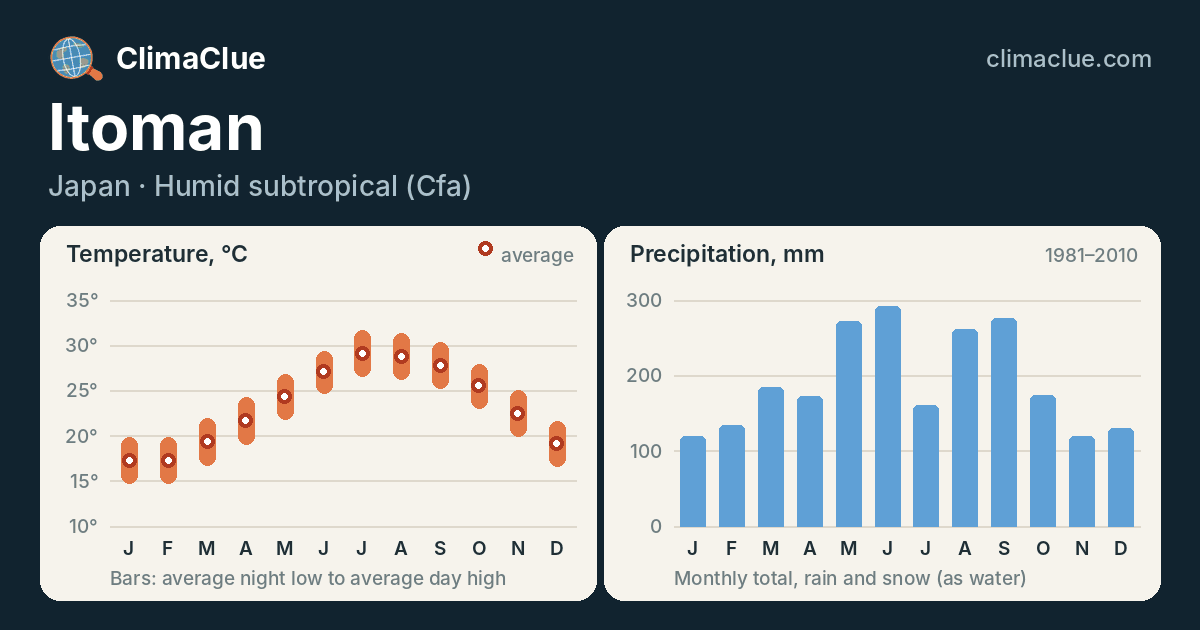 ClimaClue
climaclue.com
Itoman
Japan · Humid subtropical (Cfa)
Temperature, °C
average
35°
30°
25°
20°
15°
10°
J F M A M J J A S O N D
Bars: average night low to average day high
Precipitation, mm
1981–2010
300
200
100
0
J F M A M J J A S O N D
Monthly total, rain and snow (as water)